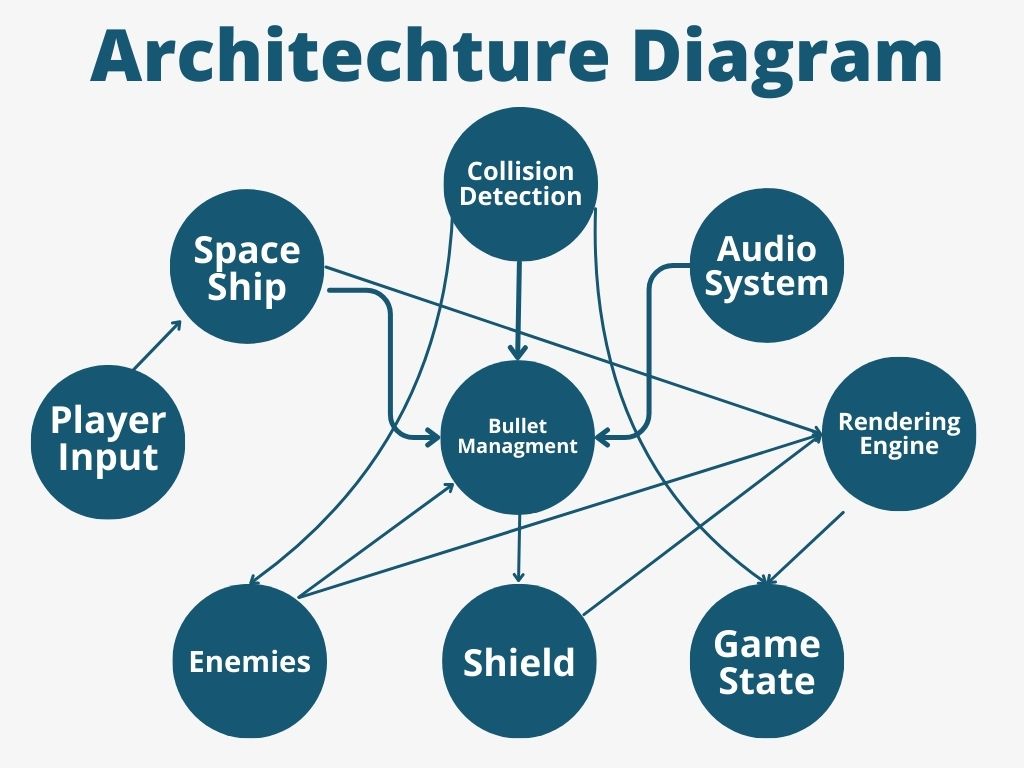 Architechture Diagram
Collision
Detection
Space
Ship
Audio
System
Player
Input
Bullet
Managment
Rendering
Engine
Enemies
Shield
Game
State